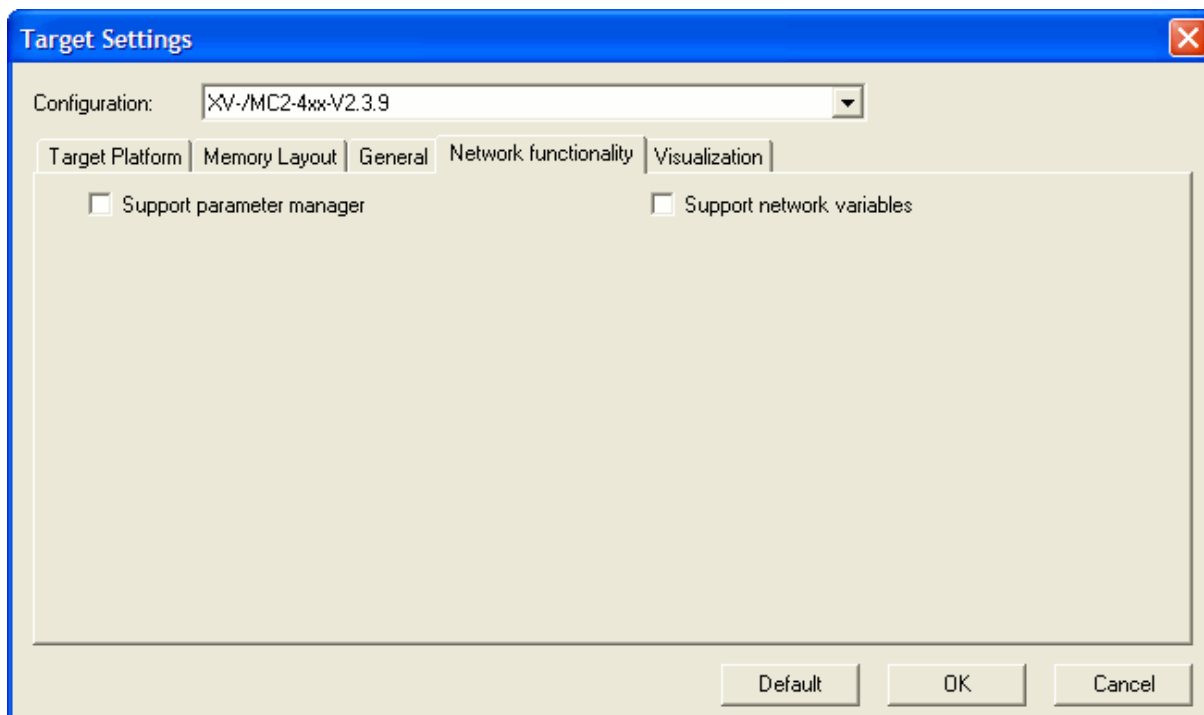 Target Settings
Configuration: XV-/MC2-4xx-V2.3.9
Target Platform Memory Layout General Network functionality Visualization
Support parameter manager Support network variables
Default OK Cancel